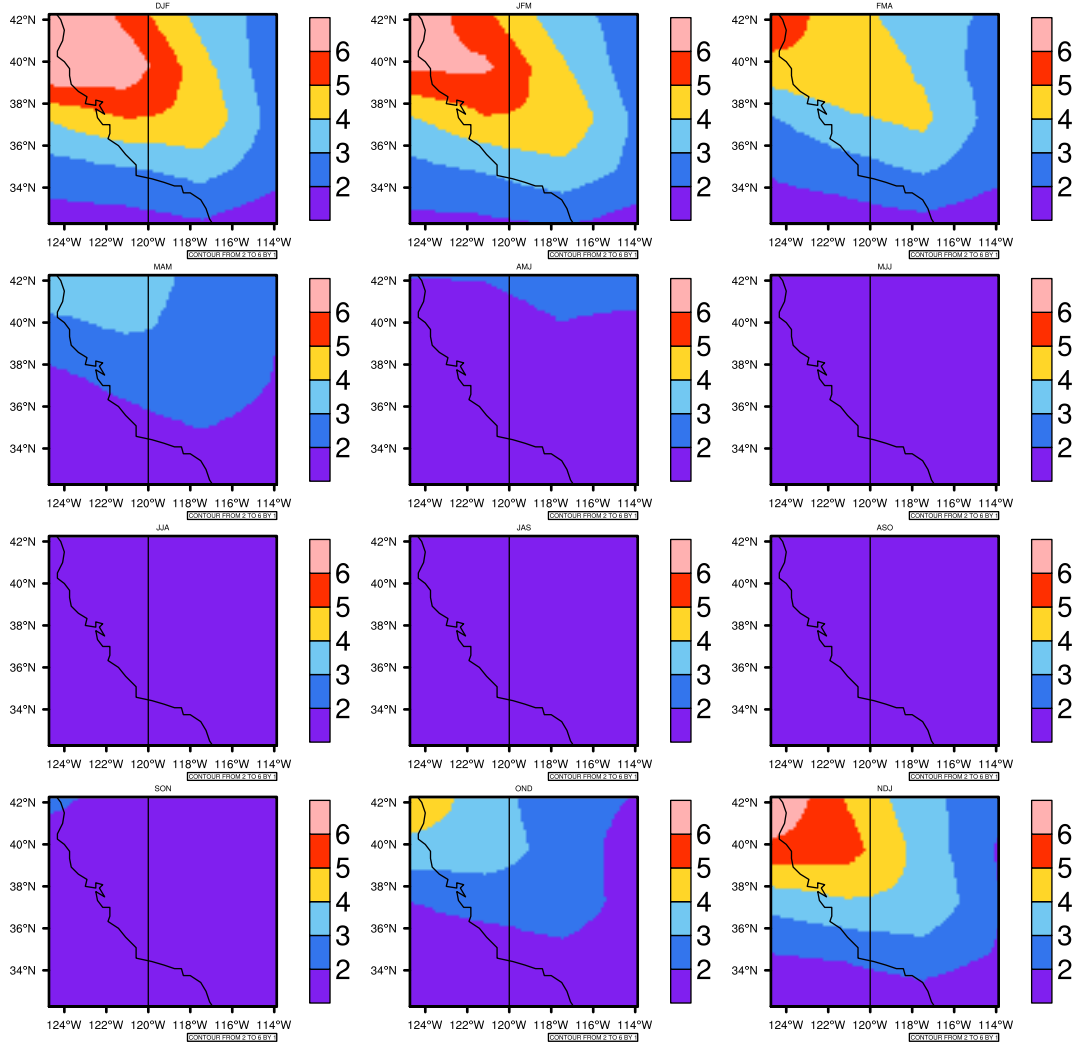 DJF JFM FMA
42°N 6 42°N 6 42°N 6
40°N 5 40°N 5 40°N 5
38°N 4 38°N 4 38°N 4
36°N 3 36°N 3 36°N 3
34°N 2 34°N 2 34°N 2
124°W 122°W 120°W 118°W 116°W 114°W 124°W 122°W 120°W 118°W 116°W 114°W 124°W 122°W 120°W 118°W 116°W 114°W
CONTOUR FROM 2 TO 6 BY 1 CONTOUR FROM 2 TO 6 BY 1 CONTOUR FROM 2 TO 6 BY 1
MAM AMJ MJJ
42°N 6 42°N 6 42°N 6
40°N 5 40°N 5 40°N 5
38°N 4 38°N 4 38°N 4
36°N 3 36°N 3 36°N 3
34°N 2 34°N 2 34°N 2
124°W 122°W 120°W 118°W 116°W 114°W 124°W 122°W 120°W 118°W 116°W 114°W 124°W 122°W 120°W 118°W 116°W 114°W
CONTOUR FROM 2 TO 6 BY 1 CONTOUR FROM 2 TO 6 BY 1 CONTOUR FROM 2 TO 6 BY 1
JJA JAS ASO
42°N 6 42°N 6 42°N 6
40°N 5 40°N 5 40°N 5
38°N 4 38°N 4 38°N 4
36°N 3 36°N 3 36°N 3
34°N 2 34°N 2 34°N 2
124°W 122°W 120°W 118°W 116°W 114°W 124°W 122°W 120°W 118°W 116°W 114°W 124°W 122°W 120°W 118°W 116°W 114°W
CONTOUR FROM 2 TO 6 BY 1 CONTOUR FROM 2 TO 6 BY 1 CONTOUR FROM 2 TO 6 BY 1
SON OND NDJ
42°N 6 42°N 6 42°N 6
40°N 5 40°N 5 40°N 5
38°N 4 38°N 4 38°N 4
36°N 3 36°N 3 36°N 3
34°N 2 34°N 2 34°N 2
124°W 122°W 120°W 118°W 116°W 114°W 124°W 122°W 120°W 118°W 116°W 114°W 124°W 122°W 120°W 118°W 116°W 114°W
CONTOUR FROM 2 TO 6 BY 1 CONTOUR FROM 2 TO 6 BY 1 CONTOUR FROM 2 TO 6 BY 1